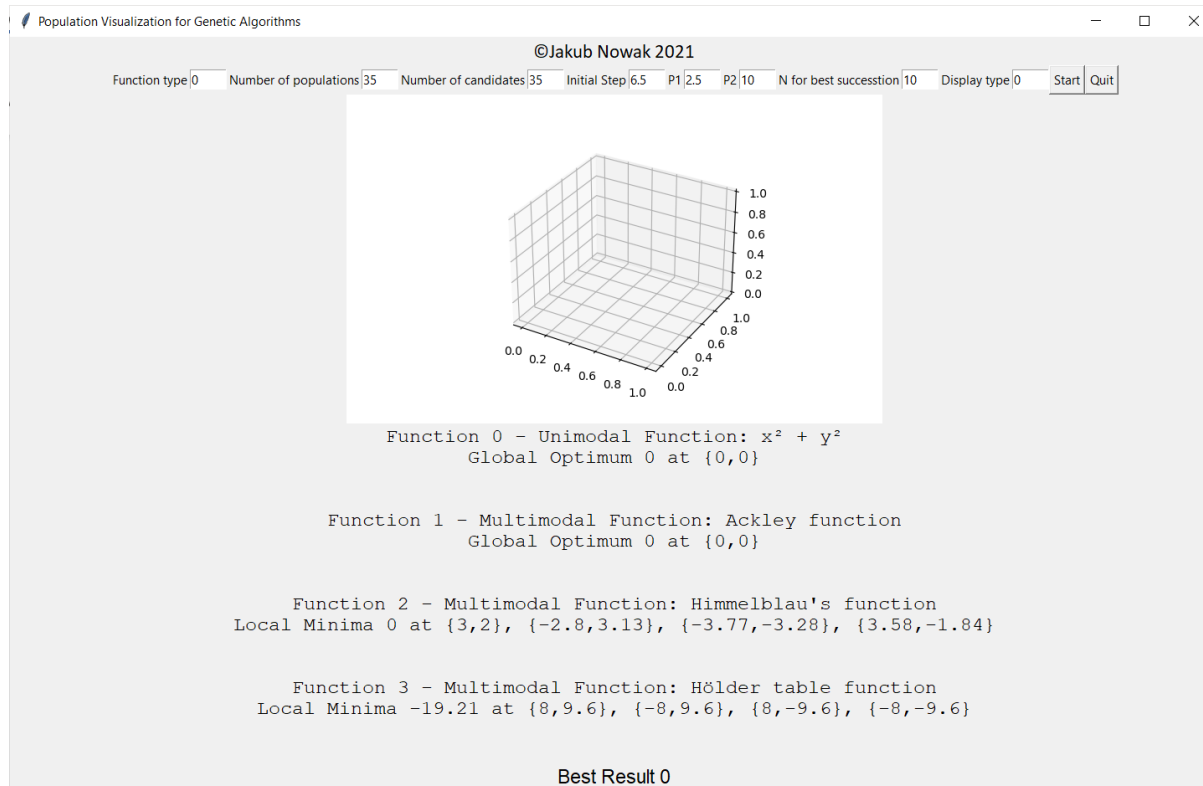 Population Visualization for Genetic Algorithms
©Jakub Nowak 2021
Function type 0 Number of populations 35 Number of candidates 35 Initial Step 6.5 P1 2.5 P2 10 N for best successtion 10 Display type 0 Start Quit
1.0
0.8
0.6
0.4
0.2
0.0
1.0
0.8
0.6
0.4
0.2
0.0
0.0
0.2
0.4
0.6
0.8
1.0
Function 0 - Unimodal Function: x² + y²
Global Optimum 0 at {0,0}
Function 1 - Multimodal Function: Ackley function
Global Optimum 0 at {0,0}
Function 2 - Multimodal Function: Himmelblau's function
Local Minima 0 at {3,2}, {-2.8,3.13}, {-3.77,-3.28}, {3.58,-1.84}
Function 3 - Multimodal Function: Hölder table function
Local Minima -19.21 at {8,9.6}, {-8,9.6}, {8,-9.6}, {-8,-9.6}
Best Result 0